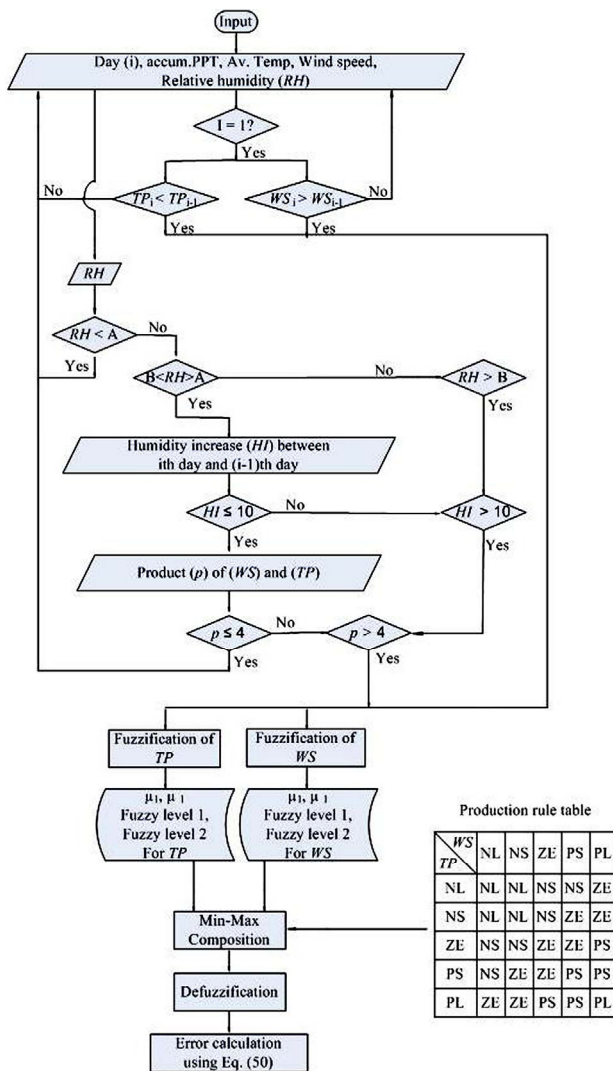 Input
Day (i), accum.PPT, Av. Temp, Wind speed,
Relative humidity (RH)
I = 1?
Yes
No
TPi < TPi-1
WSi > WSi-1
No
Yes
Yes
RH
RH < A
No
Yes
B<RH>A
No
RH > B
Yes
Yes
Humidity increase (HI) between
ith day and (i-1)th day
HI ≤ 10
No
HI > 10
Yes
Yes
Product (p) of (WS) and (TP)
p ≤ 4
No
p > 4
Yes
Yes
Fuzzification of
TP
Fuzzification of
WS
μ1, μ1
Fuzzy level 1,
Fuzzy level 2
For TP
μ1, μ1
Fuzzy level 1,
Fuzzy level 2
For WS
Min-Max
Composition
Defuzzification
Error calculation
using Eq. (50)
Production rule table
WS TP NL NS ZE PS PL
NL NL NL NS NS ZE
NS NL NL NS ZE ZE
ZE NS NS ZE ZE PS
PS NS ZE ZE PS PS
PL ZE ZE PS PS PL